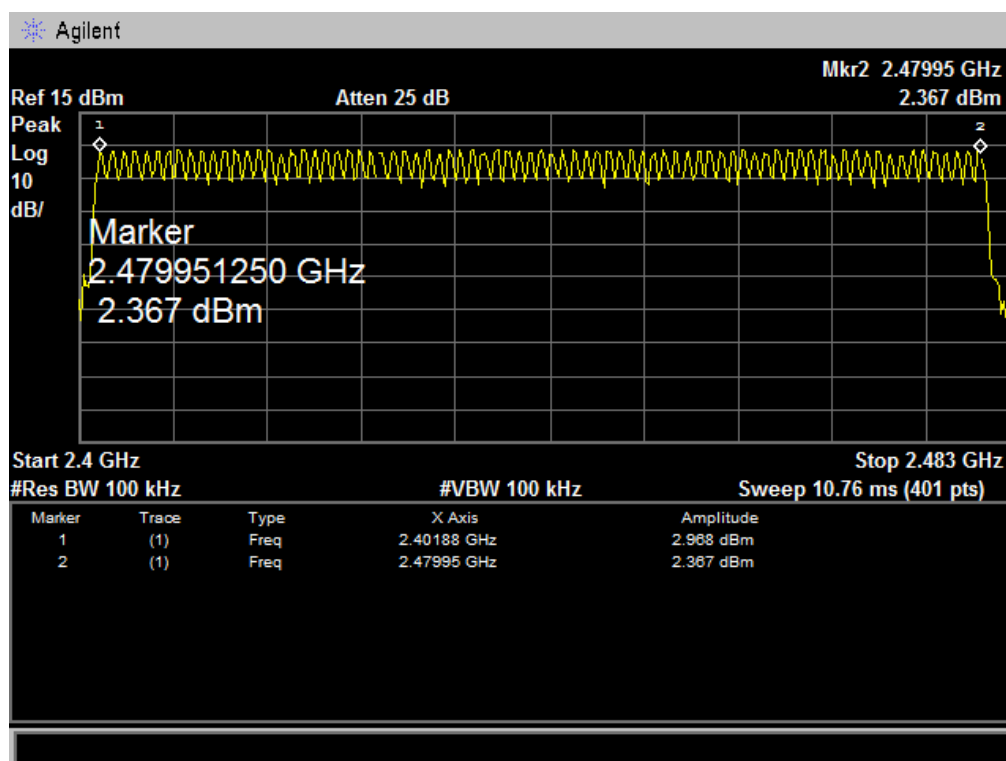 Agilent
Mkr2 2.47995 GHz
Ref 15 dBm Atten 25 dB 2.367 dBm
Peak
Log
10
dB/
1 2
Marker
2.479951250 GHz
2.367 dBm
Start 2.4 GHz Stop 2.483 GHz
#Res BW 100 kHz #VBW 100 kHz Sweep 10.76 ms (401 pts)
Marker Trace Type X Axis Amplitude
1 (1) Freq 2.40188 GHz 2.968 dBm
2 (1) Freq 2.47995 GHz 2.367 dBm